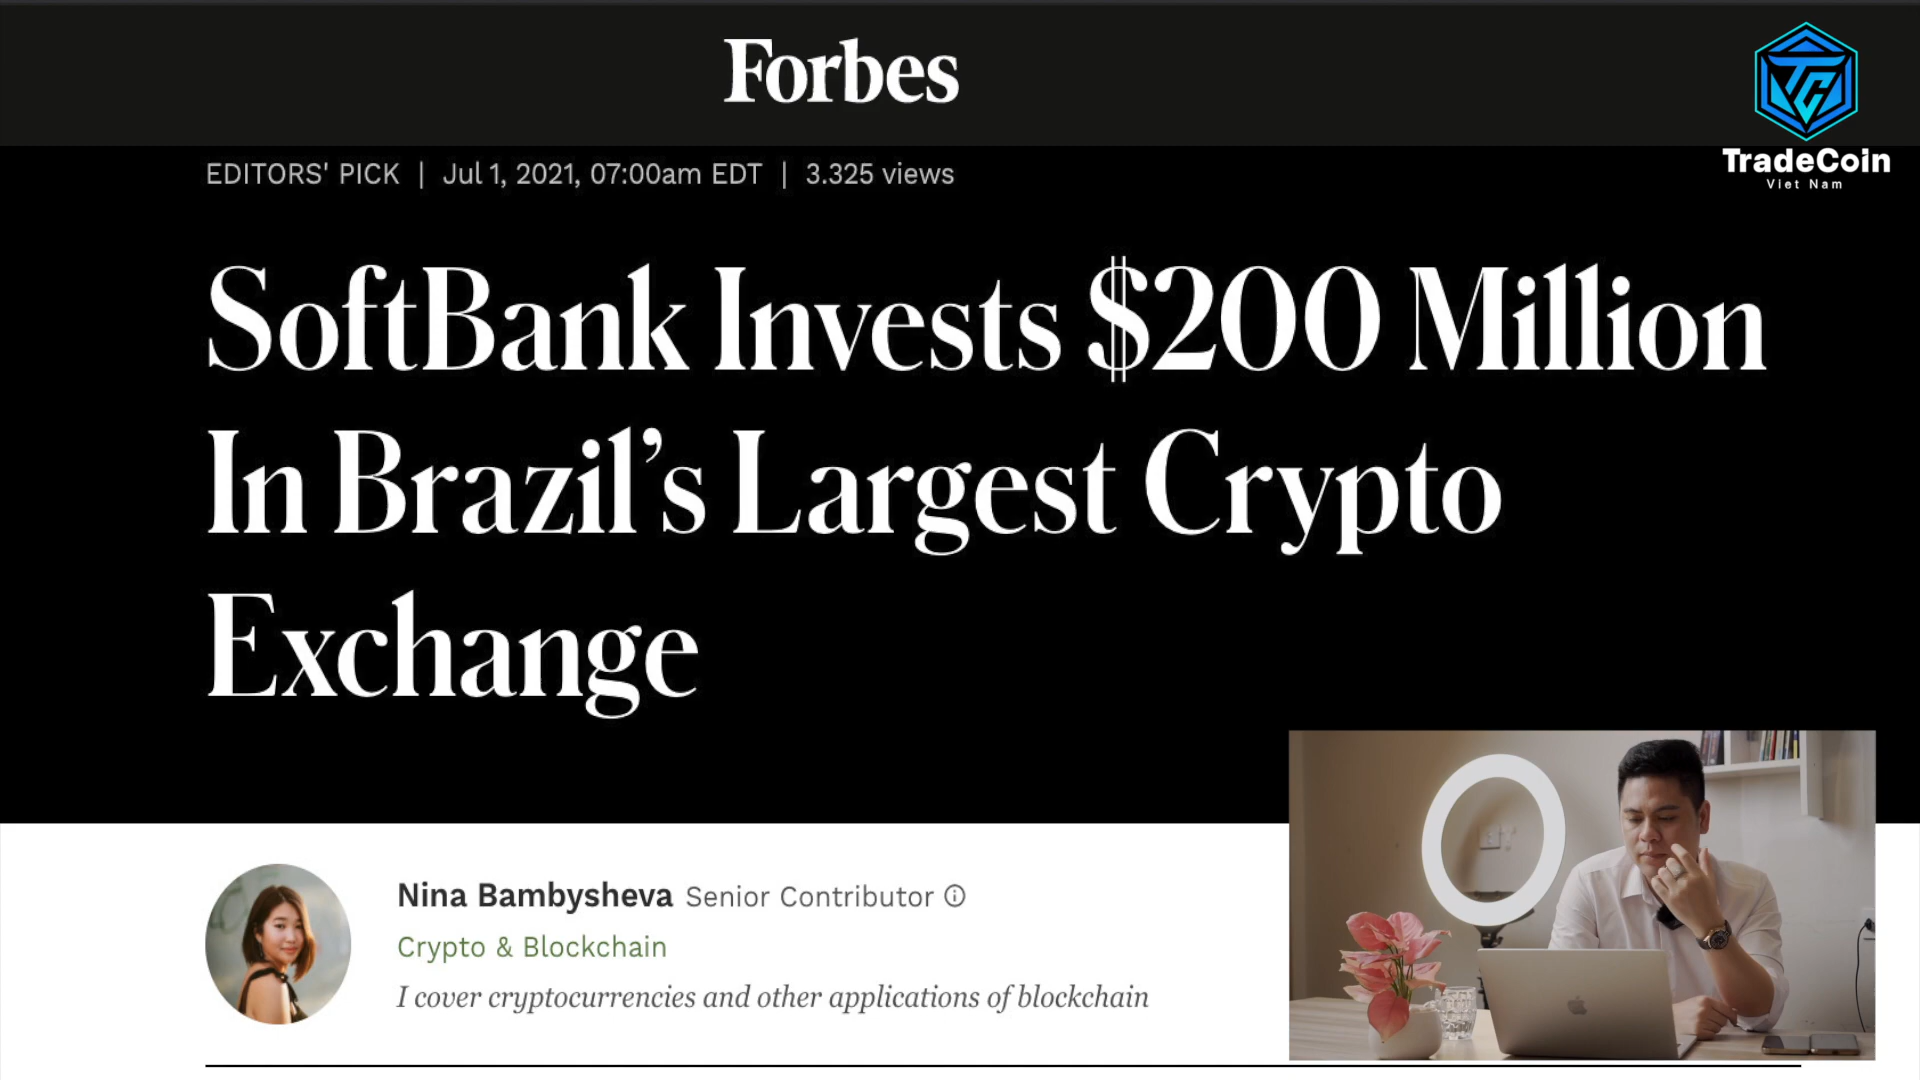 Forbes
TradeCoin
Viet Nam
EDITORS' PICK | Jul 1, 2021, 07:00am EDT | 3.325 views
SoftBank Invests $200 Million
In Brazil’s Largest Crypto
Exchange
Nina Bambysheva Senior Contributor
Crypto & Blockchain
I cover cryptocurrencies and other applications of blockchain